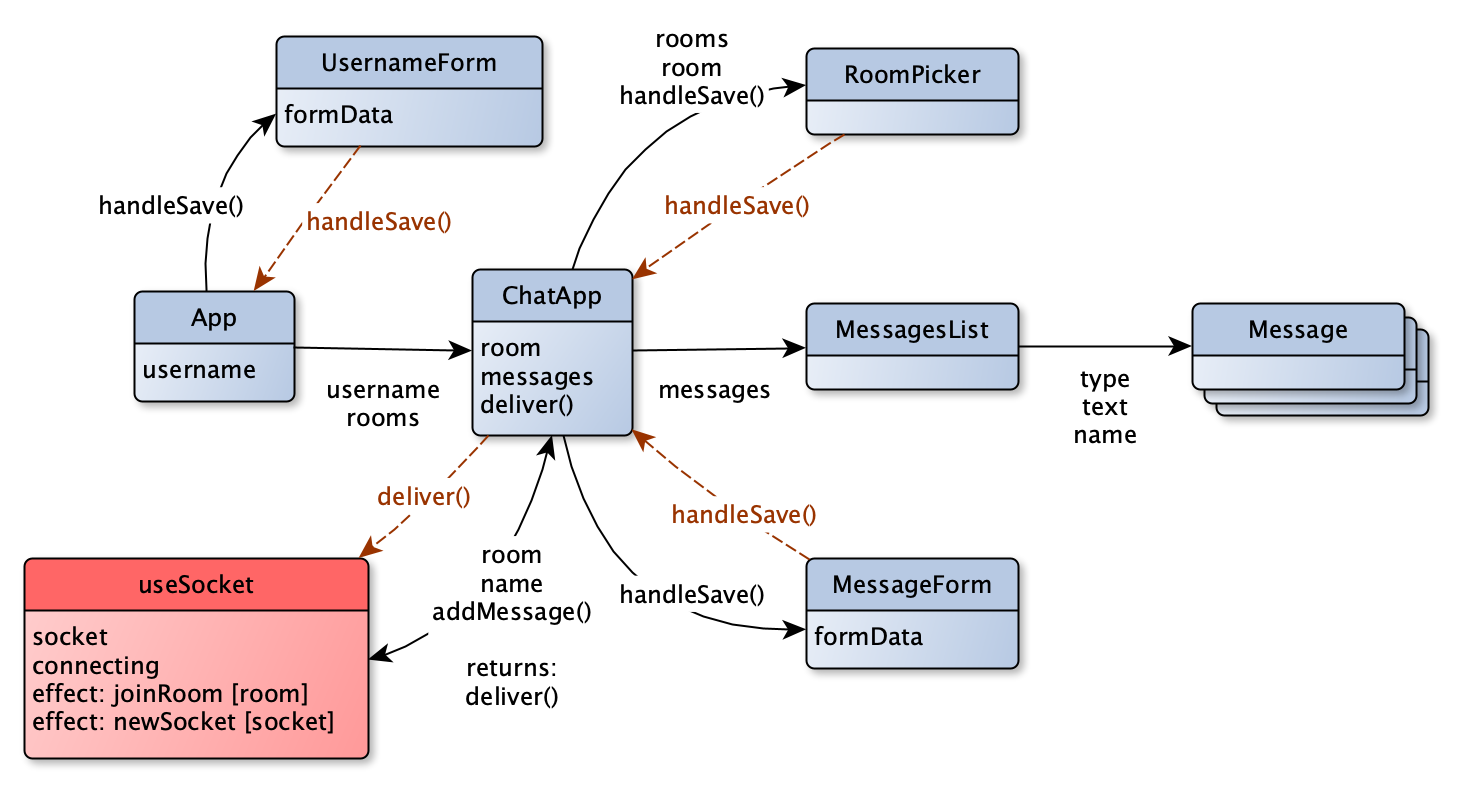 UsernameForm
formData
handleSave()
handleSave()
App
username
username
rooms
rooms
room
handleSave()
RoomPicker
handleSave()
ChatApp
room
messages
deliver()
messages
MessagesList
type
text
name
Message
deliver()
room
name
addMessage()
returns:
deliver()
useSocket
socket
connecting
effect: joinRoom [room]
effect: newSocket [socket]
handleSave()
handleSave()
MessageForm
formData